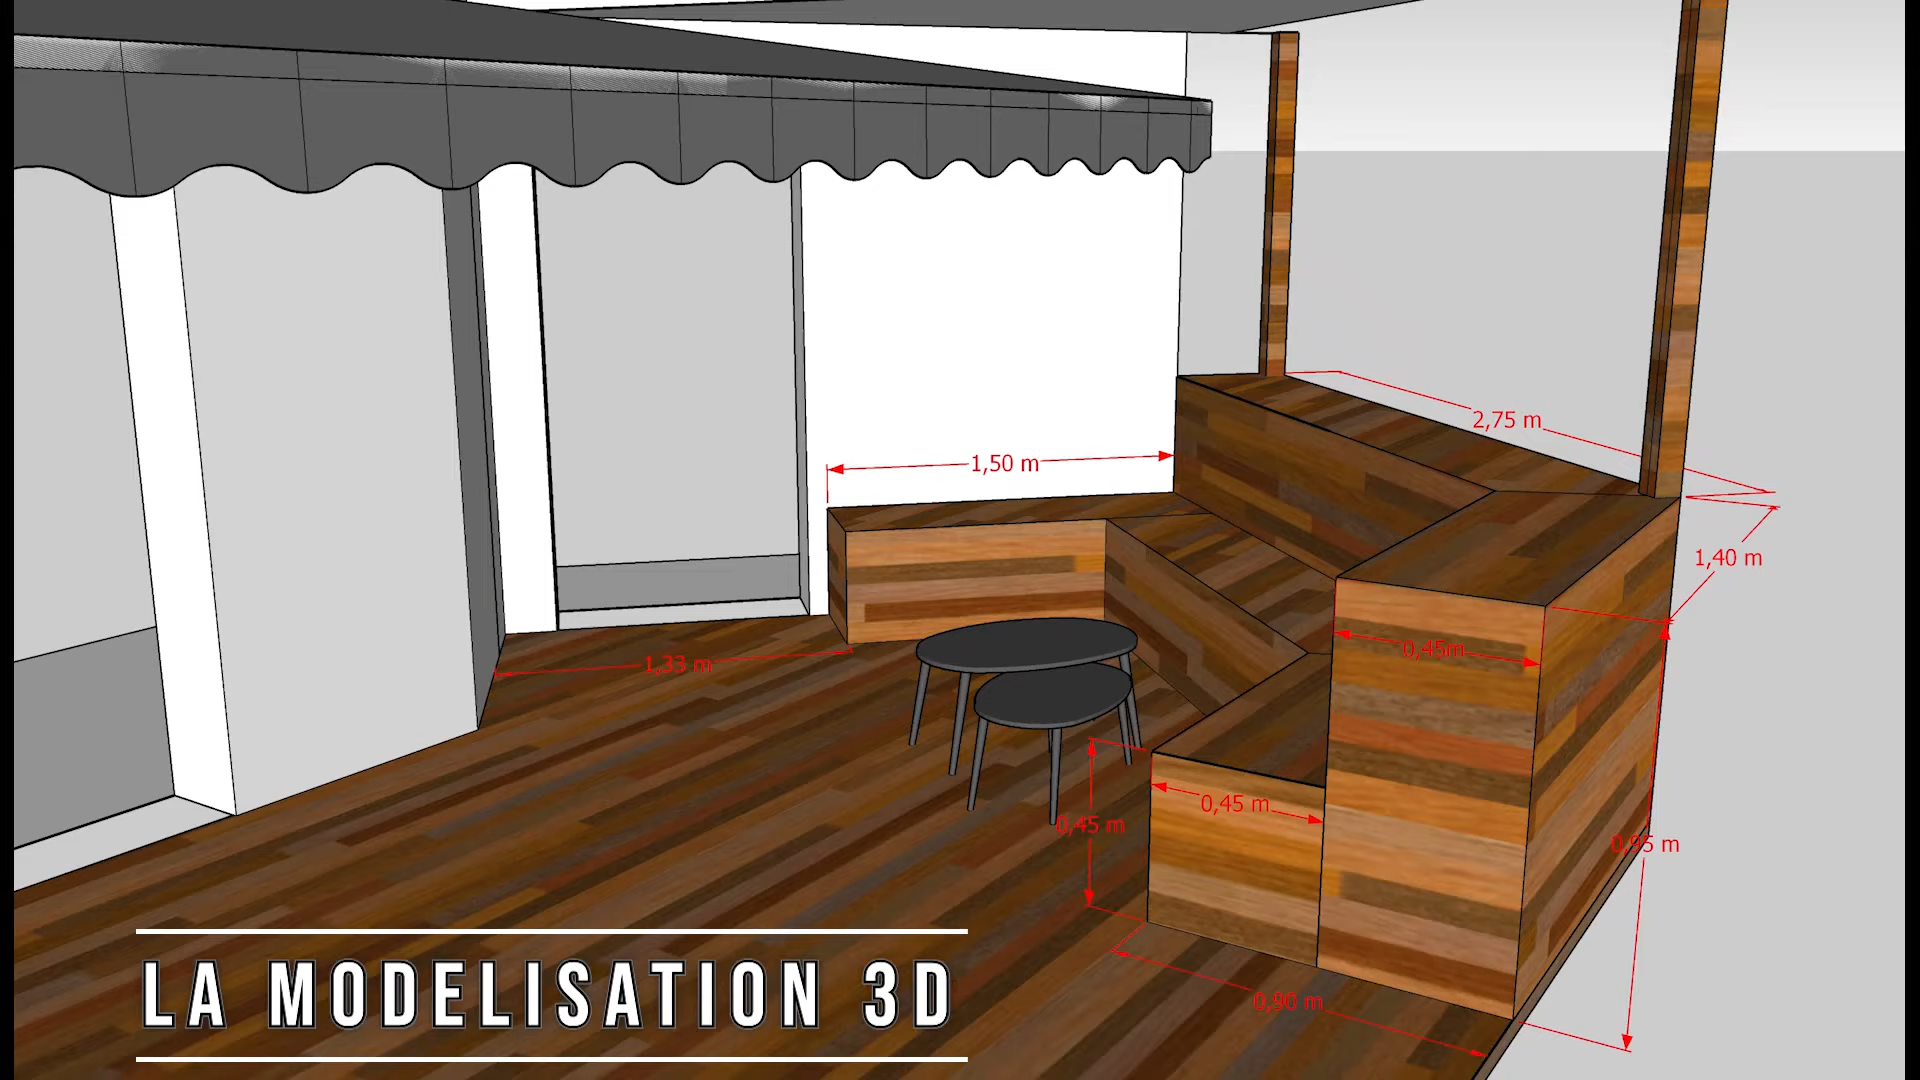 2,75 m
1,50 m
1,40 m
0,45m
1,33 m
0,45 m
0,45 m
0,95 m
0,90 m
LA MODELISATION 3D